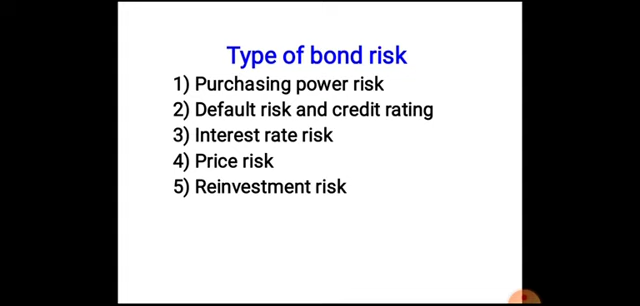 Type of bond risk
1) Purchasing power risk
2) Default risk and credit rating
3) Interest rate risk
4) Price risk
5) Reinvestment risk